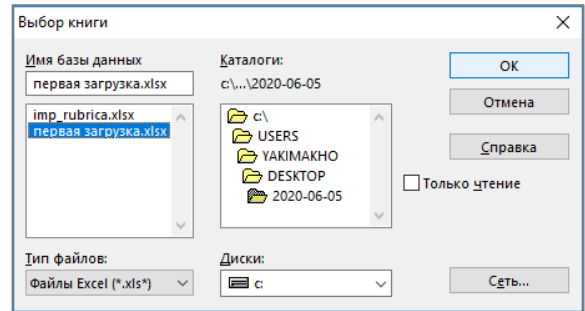 Выбор книги
Имя базы данных
первая загрузка.xlsx
imp_rubrica.xlsx
первая загрузка.xlsx
Тип файлов:
Файлы Excel (*.xls*)
Каталоги:
c:\...\2020-06-05
c:\
USERS
YAKIMAKHO
DESKTOP
2020-06-05
Диски:
c:
ОК
Отмена
Справка
Только чтение
Сеть...